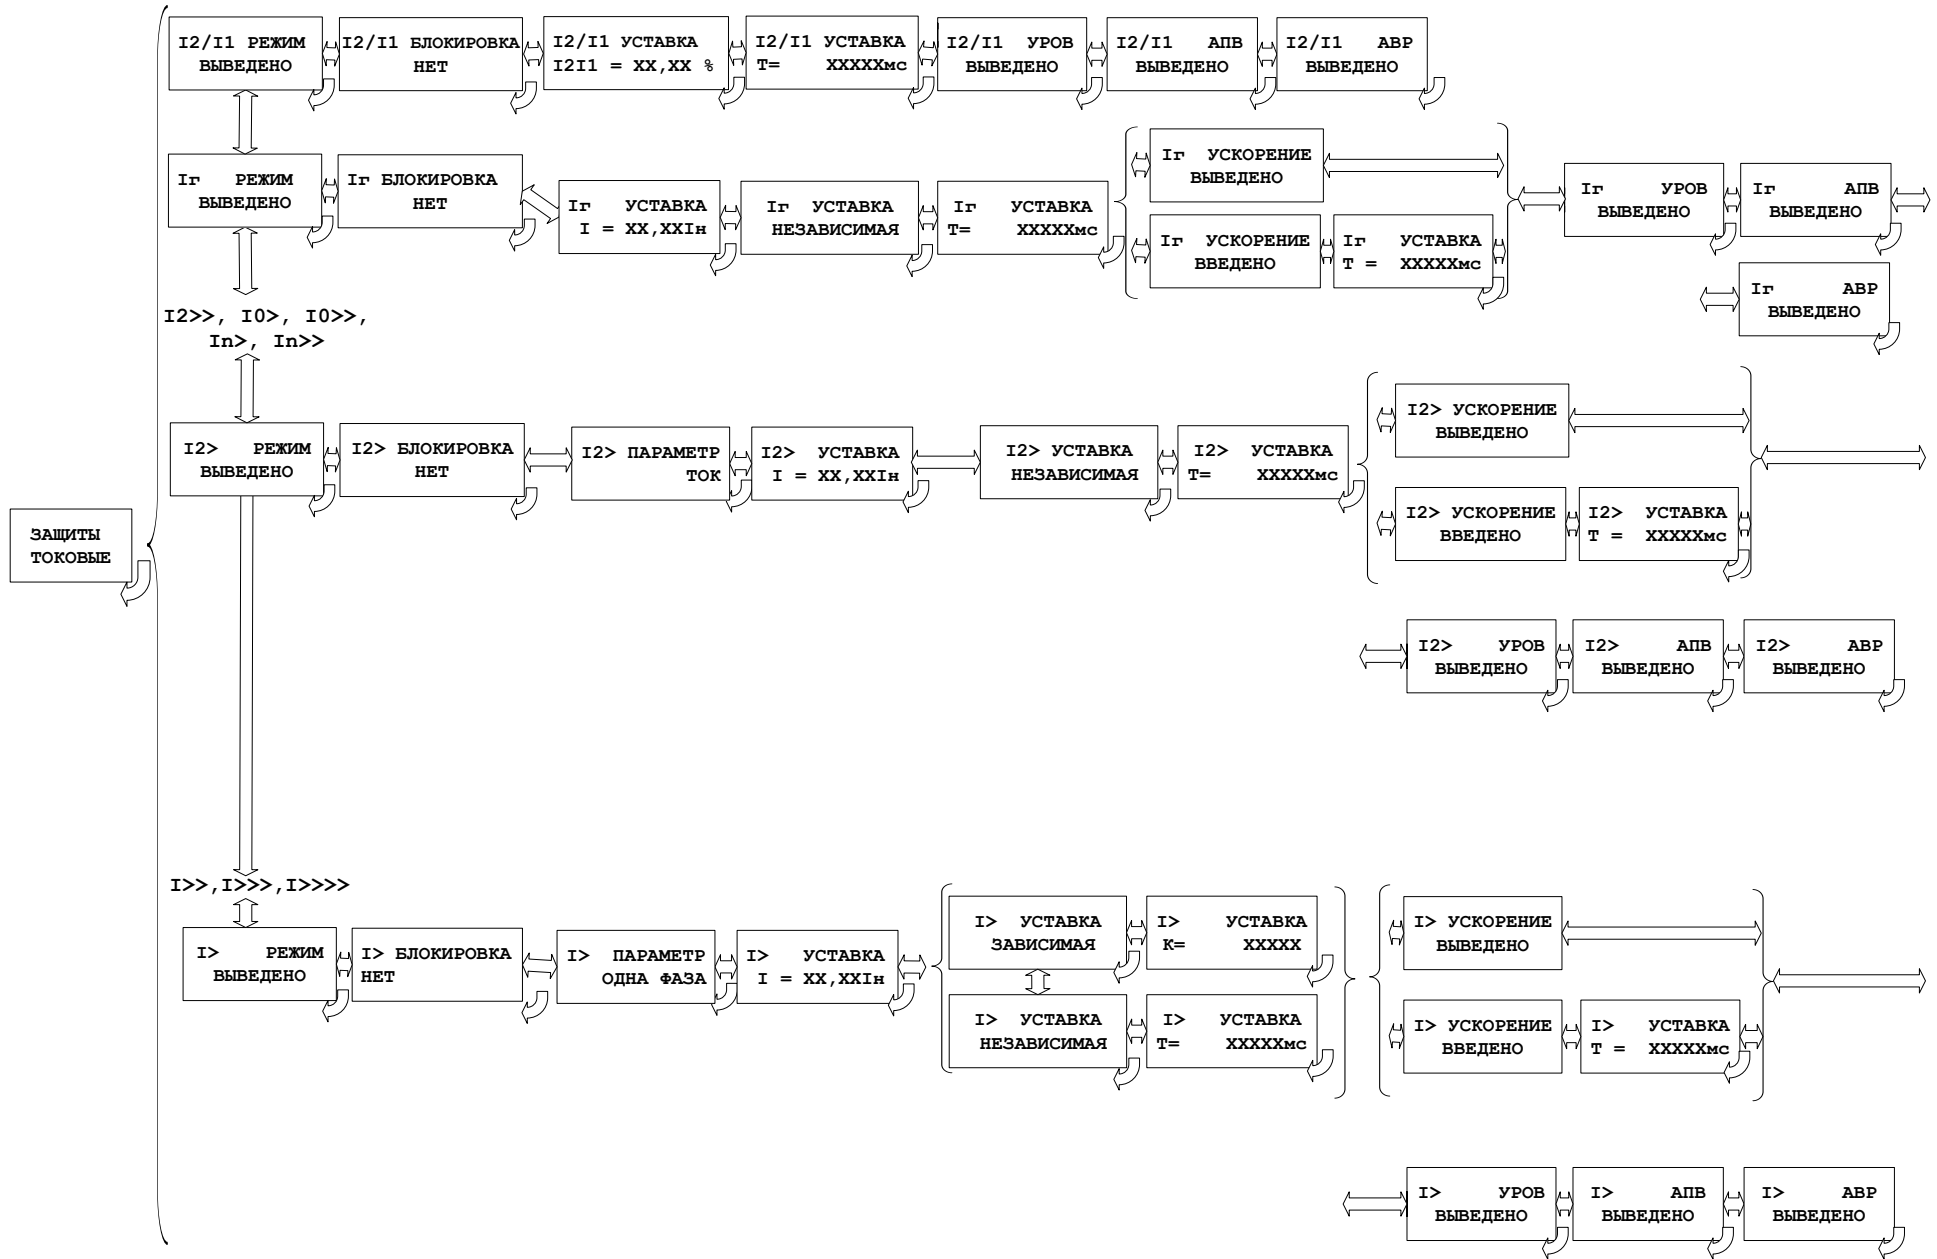 I2/I1 РЕЖИМ
ВЫВЕДЕНО
I2/I1 БЛОКИРОВКА
НЕТ
I2/I1 УСТАВКА
I2I1 = XX,XX %
I2/I1 УСТАВКА
T= XXXXXмс
I2/I1 УРОВ
ВЫВЕДЕНО
I2/I1 АПВ
ВЫВЕДЕНО
I2/I1 АВР
ВЫВЕДЕНО
Iг РЕЖИМ
ВЫВЕДЕНО
Iг БЛОКИРОВКА
НЕТ
Iг УСТАВКА
I = XX,XXIн
Iг УСТАВКА
НЕЗАВИСИМАЯ
Iг УСТАВКА
T= XXXXXмс
Iг УСКОРЕНИЕ
ВЫВЕДЕНО
Iг УСКОРЕНИЕ
ВВЕДЕНО
Iг УСТАВКА
T = XXXXXмс
Iг УРОВ
ВЫВЕДЕНО
Iг АПВ
ВЫВЕДЕНО
Iг АВР
ВЫВЕДЕНО
I2>>, I0>, I0>>,
In>, In>>
I2> РЕЖИМ
ВЫВЕДЕНО
I2> БЛОКИРОВКА
НЕТ
I2> ПАРАМЕТР
ТОК
I2> УСТАВКА
I = XX,XXIн
I2> УСТАВКА
НЕЗАВИСИМАЯ
I2> УСТАВКА
T= XXXXXмс
I2> УСКОРЕНИЕ
ВЫВЕДЕНО
I2> УСКОРЕНИЕ
ВВЕДЕНО
I2> УСТАВКА
T = XXXXXмс
ЗАЩИТЫ
ТОКОВЫЕ
I2> УРОВ
ВЫВЕДЕНО
I2> АПВ
ВЫВЕДЕНО
I2> АВР
ВЫВЕДЕНО
I>>,I>>>,I>>>>
I> РЕЖИМ
ВЫВЕДЕНО
I> БЛОКИРОВКА
НЕТ
I> ПАРАМЕТР
ОДНА ФАЗА
I> УСТАВКА
I = XX,XXIн
I> УСТАВКА
ЗАВИСИМАЯ
I> УСТАВКА
K= XXXXX
I> УСТАВКА
НЕЗАВИСИМАЯ
I> УСТАВКА
T= XXXXXмс
I> УСКОРЕНИЕ
ВЫВЕДЕНО
I> УСКОРЕНИЕ
ВВЕДЕНО
I> УСТАВКА
T = XXXXXмс
I> УРОВ
ВЫВЕДЕНО
I> АПВ
ВЫВЕДЕНО
I> АВР
ВЫВЕДЕНО